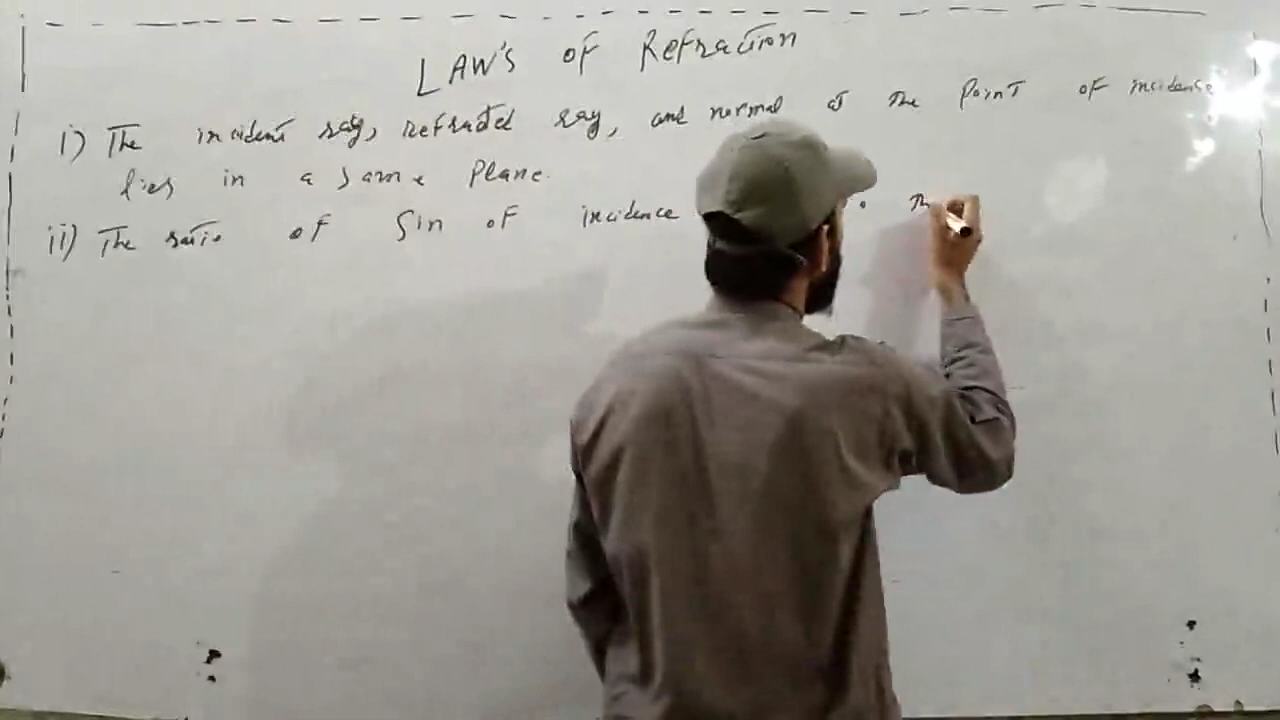 LAW's of Refraction
i) The incident ray, refracted ray, and normal at the point of incidence
lies in a same plane.
ii) The ratio of Sin of incidence Th